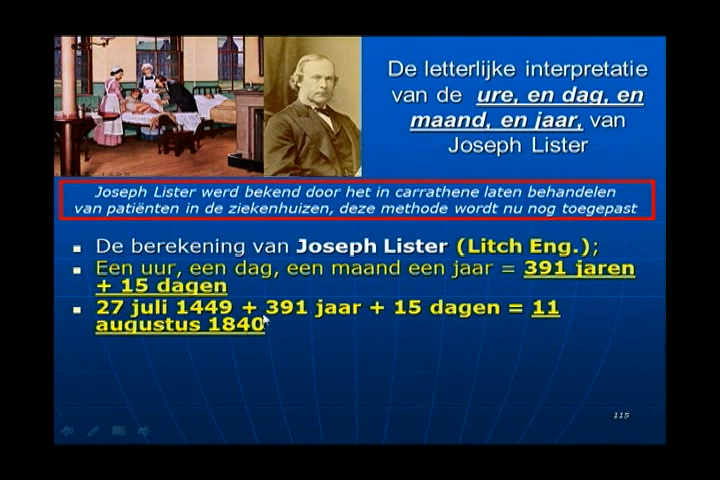 De letterlijke interpretatie
van de ure, en dag, en
maand, en jaar, van
Joseph Lister
Joseph Lister werd bekend door het in carrathene laten behandelen
van patiënten in de ziekenhuizen, deze methode wordt nu nog toegepast
De berekening van Joseph Lister (Litch Eng.);
Een uur, een dag, een maand een jaar = 391 jaren
+ 15 dagen
27 juli 1449 + 391 jaar + 15 dagen = 11
augustus 1840
115